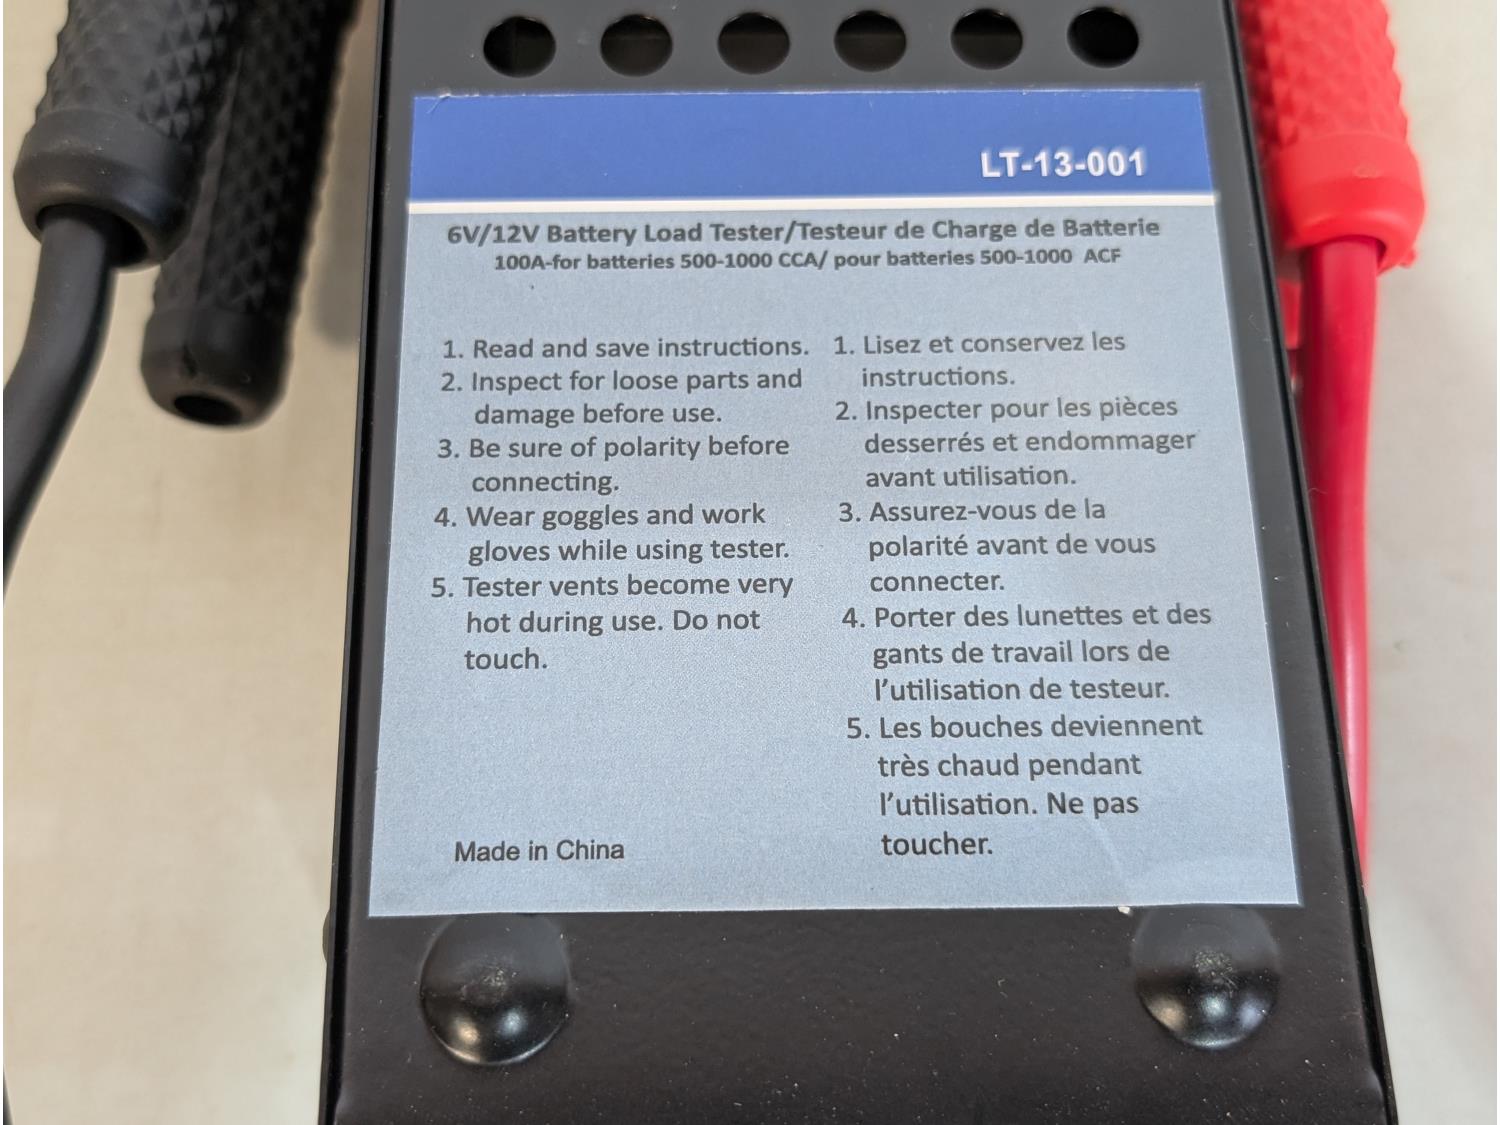 LT-13-001
6V/12V Battery Load Tester/Testeur de Charge de Batterie
100A-for batteries 500-1000 CCA/ pour batteries 500-1000 ACF
1. Read and save instructions.
2. Inspect for loose parts and
damage before use.
3. Be sure of polarity before
connecting.
4. Wear goggles and work
gloves while using tester.
5. Tester vents become very
hot during use. Do not
touch.
Made in China
1. Lisez et conservez les
instructions.
2. Inspecter pour les pièces
desserrés et endommager
avant utilisation.
3. Assurez-vous de la
polarité avant de vous
connecter.
4. Porter des lunettes et des
gants de travail lors de
l'utilisation de testeur.
5. Les bouches deviennent
très chaud pendant
l'utilisation. Ne pas
toucher.